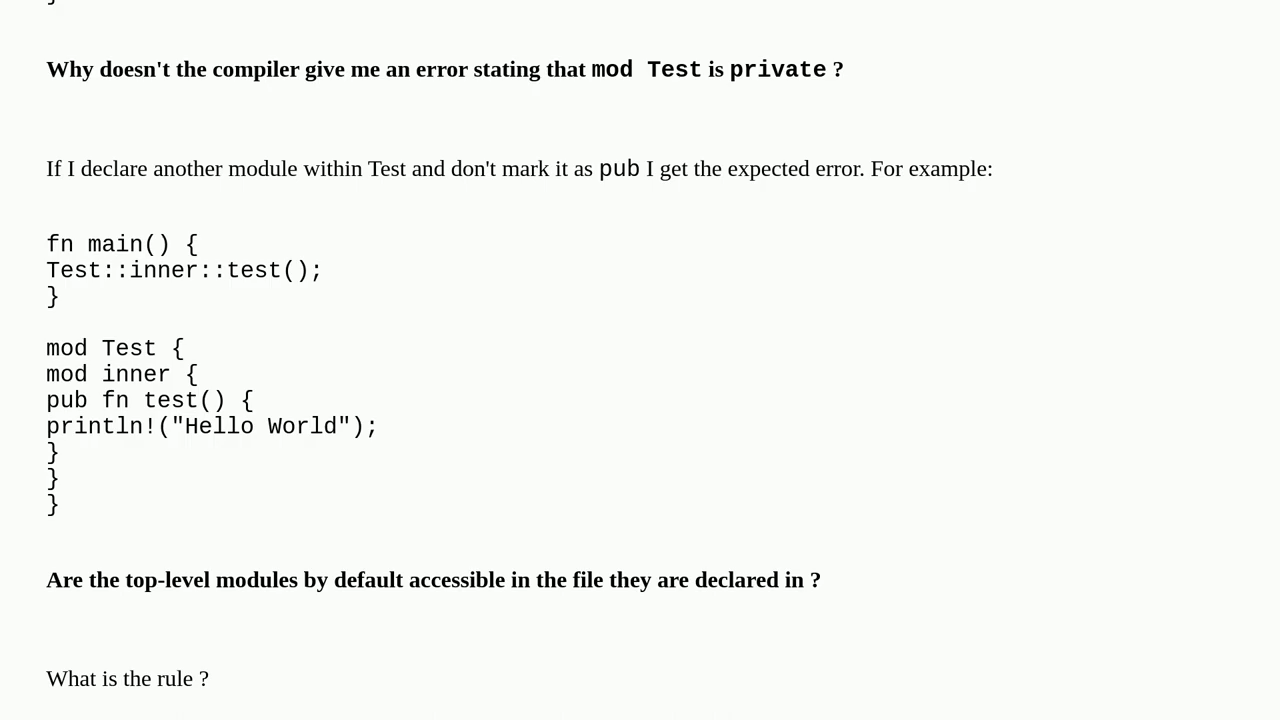 }
Why doesn't the compiler give me an error stating that mod Test is private ?
If I declare another module within Test and don't mark it as pub I get the expected error. For example:
fn main() {
Test::inner::test();
}
mod Test {
mod inner {
pub fn test() {
println!("Hello World");
}
}
}
Are the top-level modules by default accessible in the file they are declared in ?
What is the rule ?